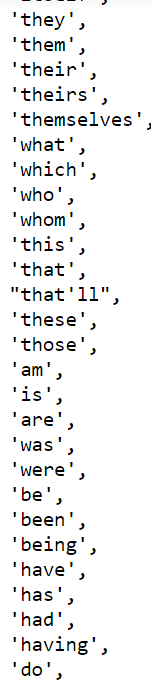 'they',
'them',
'their',
'theirs',
'themselves',
'what',
'which',
'who',
'whom',
'this',
'that',
"that'll",
'these',
'those',
'am',
'is',
'are',
'was',
'were',
'be',
'been',
'being',
'have',
'has',
'had',
'having',
'do',